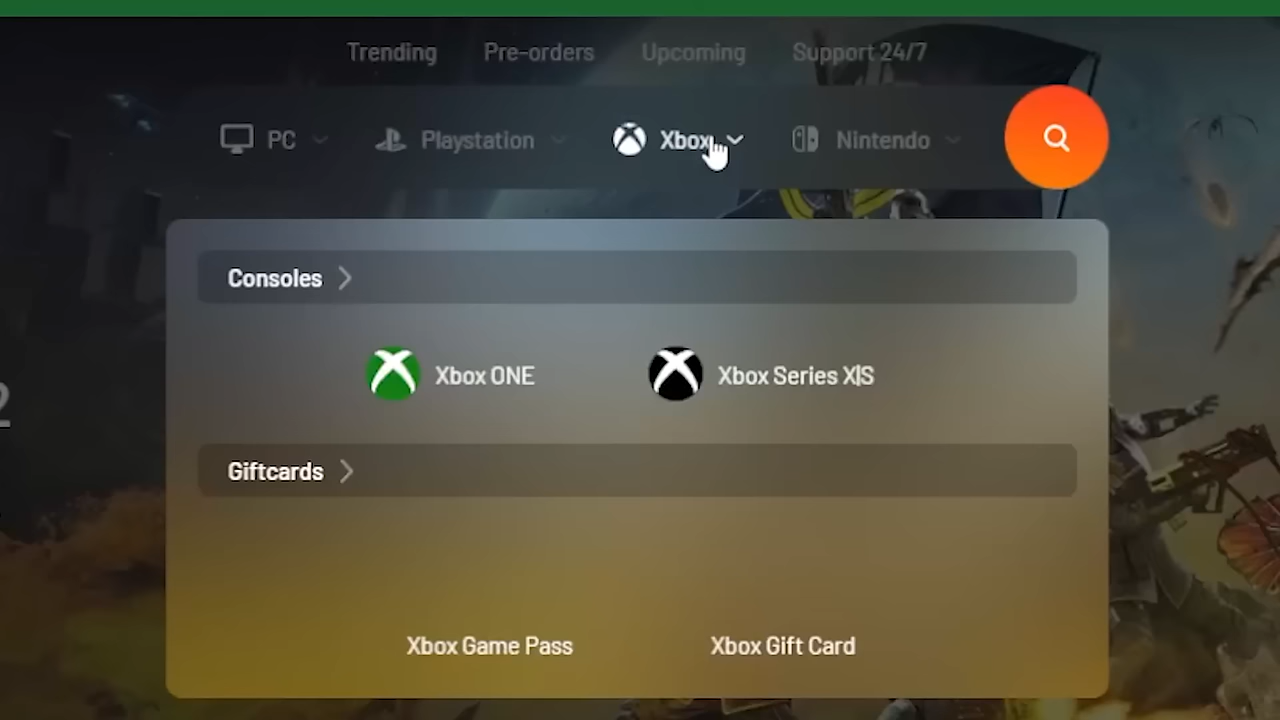 Trending Pre-orders Upcoming Support 24/7
PC Playstation Xbox Nintendo
Consoles
Xbox ONE Xbox Series X|S
Giftcards
2
Xbox Game Pass Xbox Gift Card